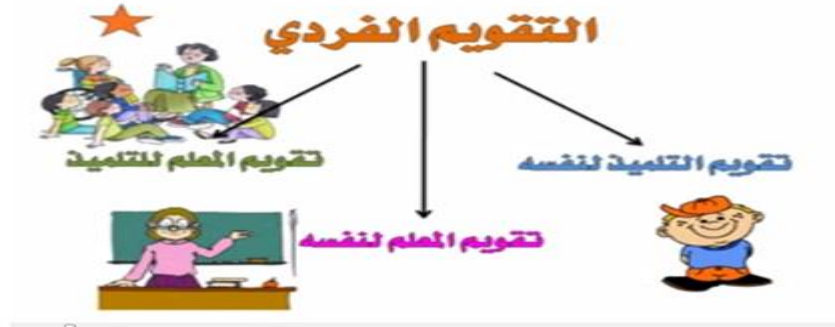 التقويم الفردي
تقويم التلميذ لنفسه
تقويم المعلم للتلميذ
تقويم المعلم لنفسه